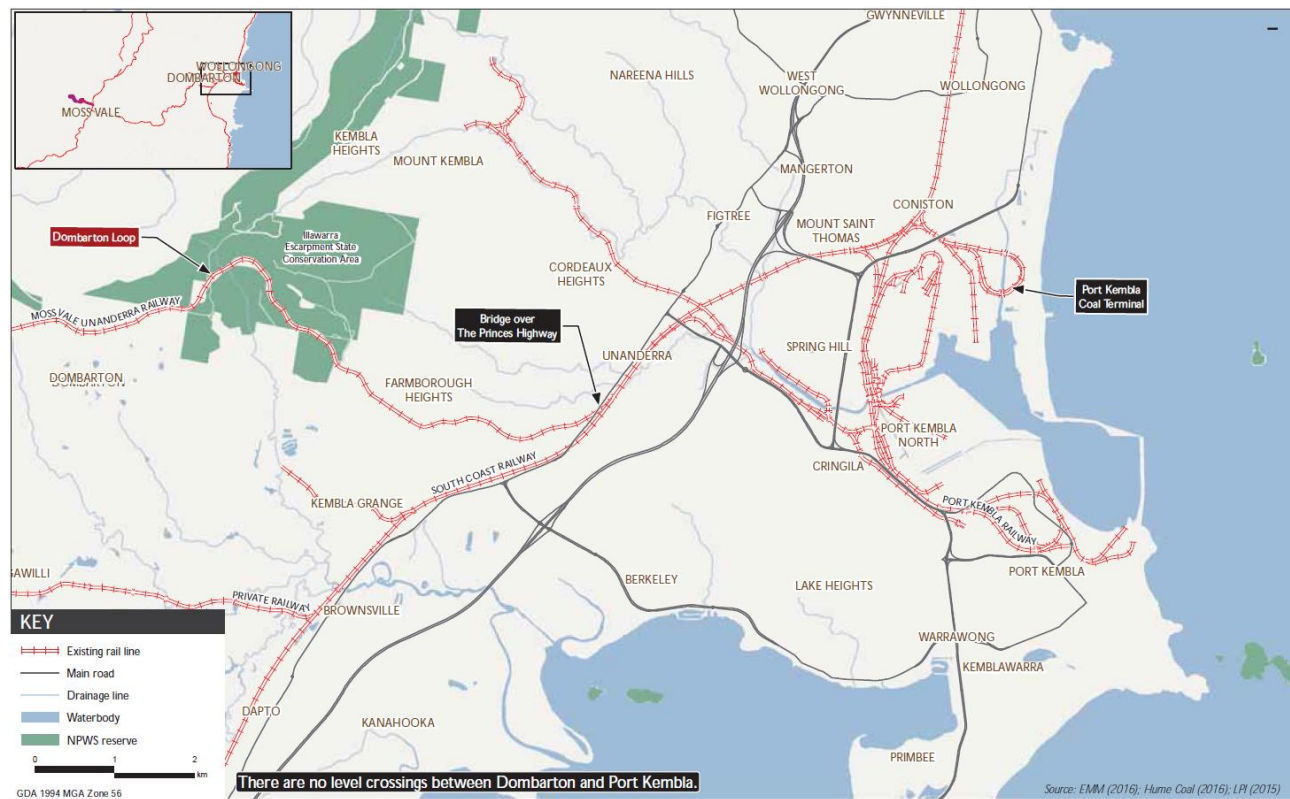 WOLLONGONG
DOMBARTON
MOSS VALE
GWYNNEVILLE
NAREENA HILLS
WEST
WOLLONGONG
WOLLONGONG
KEMBLA
HEIGHTS
MOUNT KEMBLA
MANGERTON
FIGTREE
MOUNT SAINT
THOMAS
CONISTON
Dombarton Loop
Illawarra
Escarpment State
Conservation Area
CORDEAUX
HEIGHTS
Port Kembla
Coal Terminal
MOSS VALE UNANDERRA RAILWAY
Bridge over
The Princes Highway
UNANDERRA
SPRING HILL
DOMBARTON
DOMBARTON
FARMBOROUGH
HEIGHTS
PORT KEMBLA
NORTH
CRINGILA
SOUTH COAST RAILWAY
KEMBLA GRANGE
PORT KEMBLA RAILWAY
GAWILLI
PRIVATE RAILWAY
BROWNSVILLE
BERKELEY
LAKE HEIGHTS
PORT KEMBLA
WARRAWONG
KEMBLAWARRA
DAPTO
KANAHOOKA
PRIMBEE
KEY
Existing rail line
Main road
Drainage line
Waterbody
NPWS reserve
0 1 2
km
GDA 1994 MGA Zone 56
There are no level crossings between Dombarton and Port Kembla.
Source: EMM (2016); Hume Coal (2016); LPI (2015)